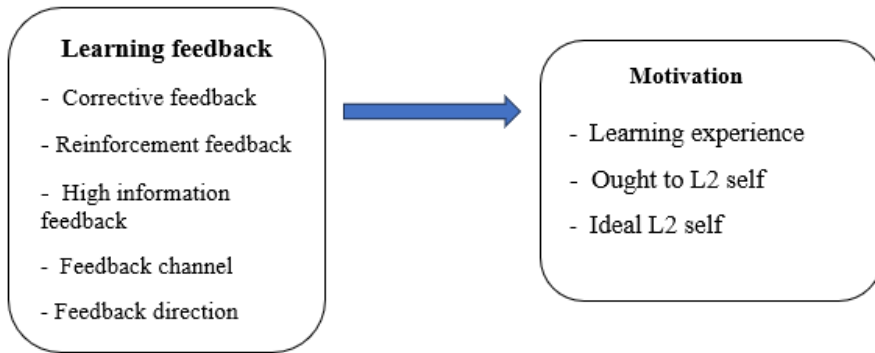 Learning feedback
- Corrective feedback
- Reinforcement feedback
- High information
feedback
- Feedback channel
- Feedback direction
Motivation
- Learning experience
- Ought to L2 self
- Ideal L2 self